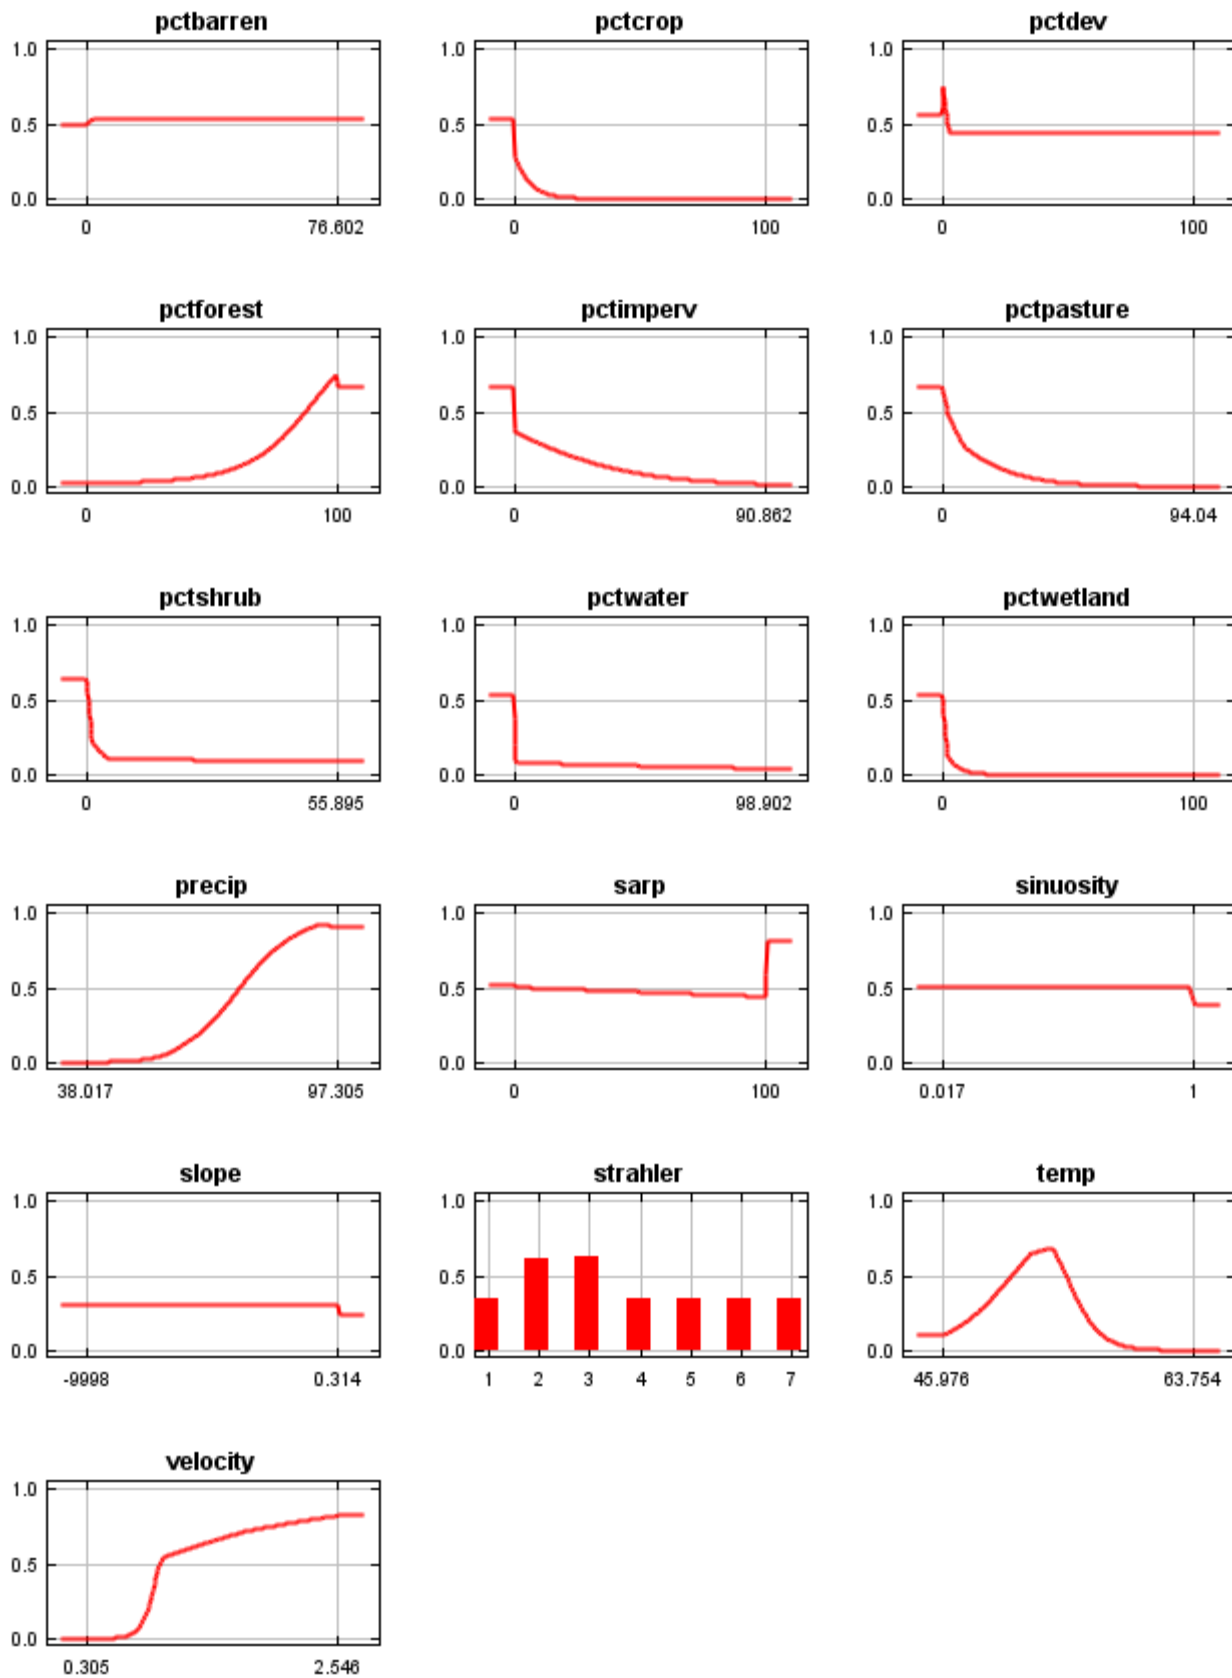 pctbarren pctcrop pctdev
1.0 1.0 1.0
0.5 0.5 0.5
0.0 0.0 0.0
0 76.602 0 100 0 100
pctforest pctimperv pctpasture
1.0 1.0 1.0
0.5 0.5 0.5
0.0 0.0 0.0
0 100 0 90.862 0 94.04
pctshrub pctwater pctwetland
1.0 1.0 1.0
0.5 0.5 0.5
0.0 0.0 0.0
0 55.895 0 98.902 0 100
precip sarp sinuosity
1.0 1.0 1.0
0.5 0.5 0.5
0.0 0.0 0.0
38.017 97.305 0 100 0.017 1
slope strahler temp
1.0 1.0 1.0
0.5 0.5 0.5
0.0 0.0 0.0
-9998 0.314 1 2 3 4 5 6 7 45.976 63.754
velocity
1.0
0.5
0.0
0.305 2.546